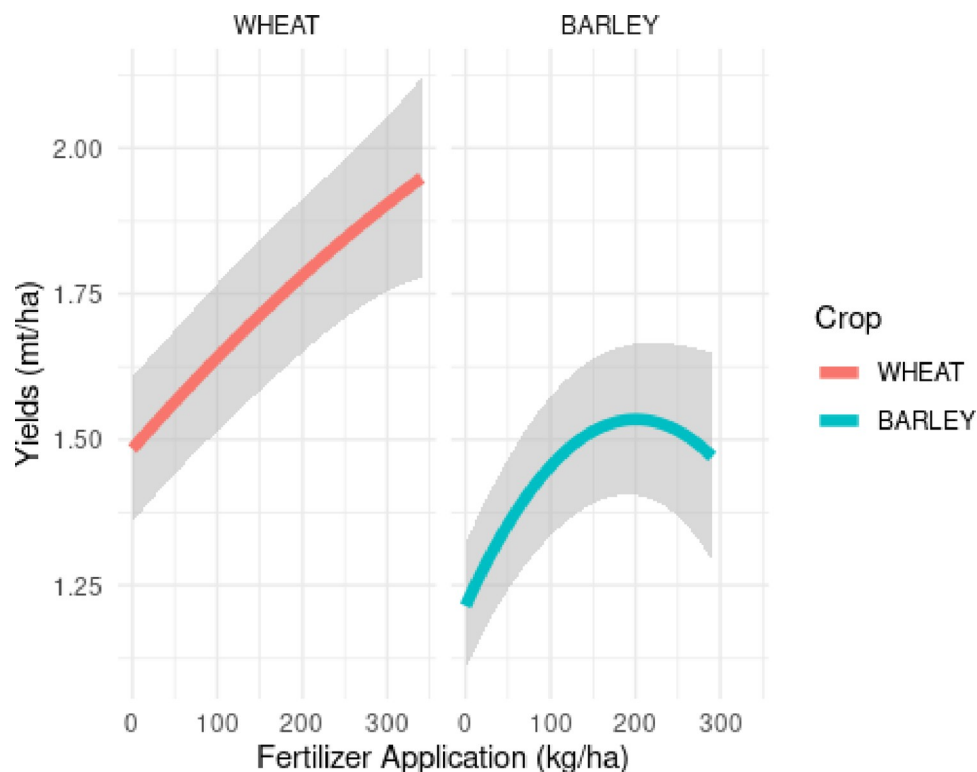 WHEAT BARLEY
2.00
1.75
1.50
1.25
Yields (mt/ha)
0 100 200 300 0 100 200 300
Fertilizer Application (kg/ha)
Crop
WHEAT
BARLEY